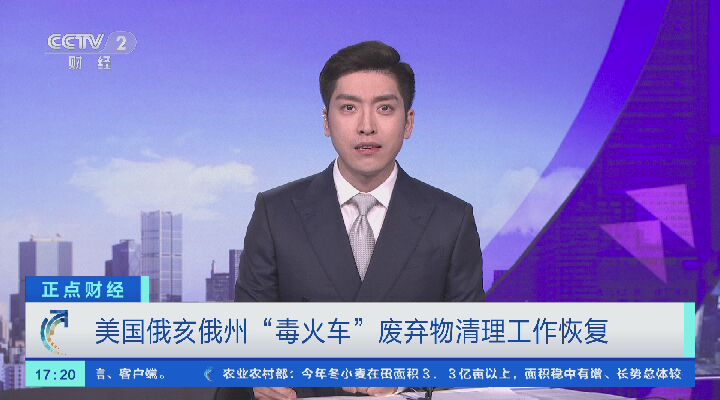 CCTV 2
财经
正点财经
美国俄亥俄州“毒火车”废弃物清理工作恢复
17:20 言、客户端。 农业农村部：今年冬小麦在田面积3．3亿亩以上，面积稳中有增、长势总体较